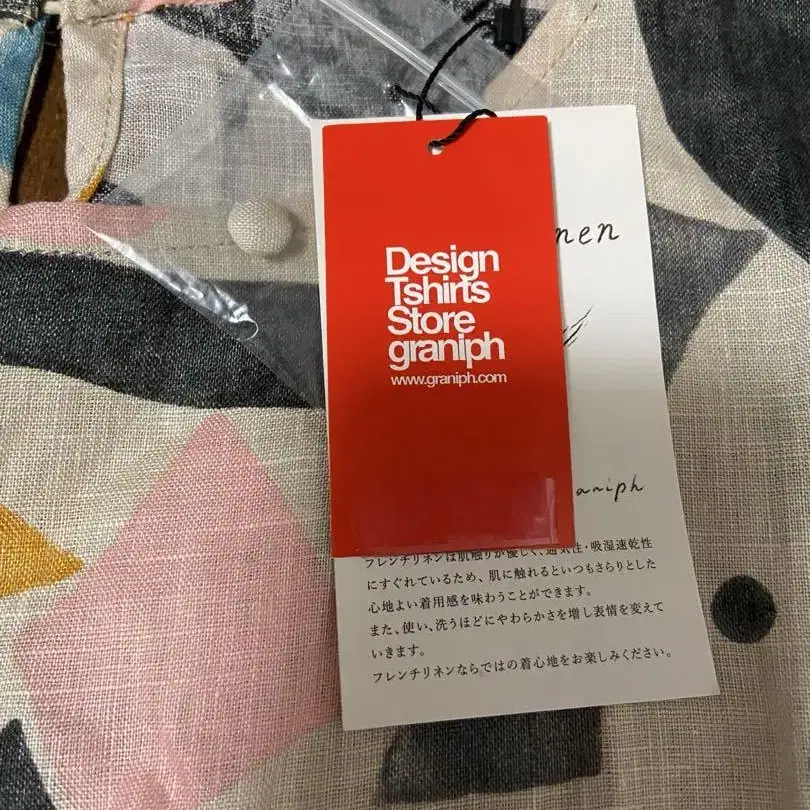 Design
Tshirts
Store
graniph
www.graniph.com
フレンチリネンは肌触りが優しく、通気性・吸湿速乾性
にすぐれているため、肌に触れるといつもさらりとした
心地よい着用感を味わうことができます。
また、使い、洗うほどにやわらかさを増し表情を変えて
いきます。
フレンチリネンならではの着心地をお楽しみください。